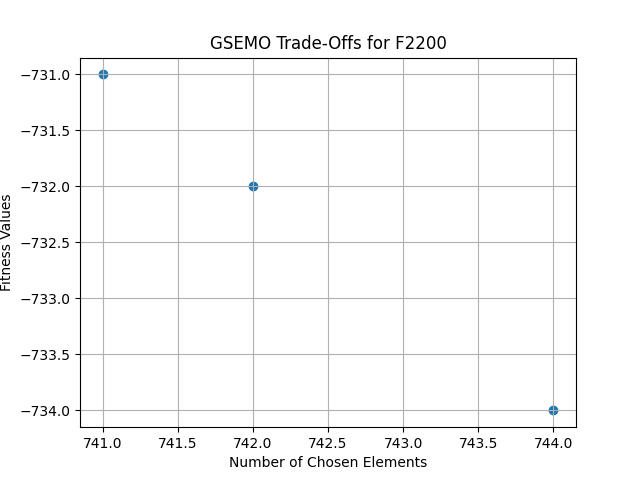 GSEMO Trade-Offs for F2200
−731.0
−731.5
−732.0
−732.5
−733.0
−733.5
−734.0
Fitness Values
741.0 741.5 742.0 742.5 743.0 743.5 744.0
Number of Chosen Elements